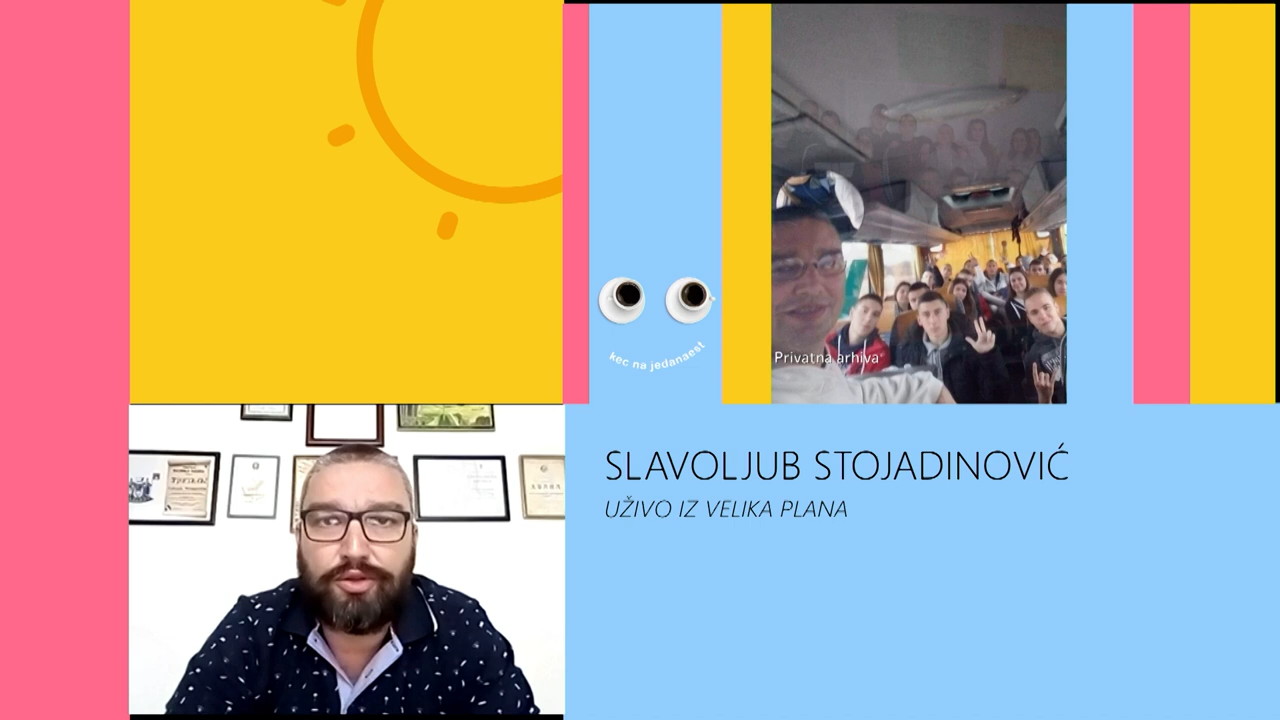 kec na jedanaest
Privatna arhiva
SLAVOLJUB STOJADINOVIĆ
UŽIVO IZ VELIKA PLANA